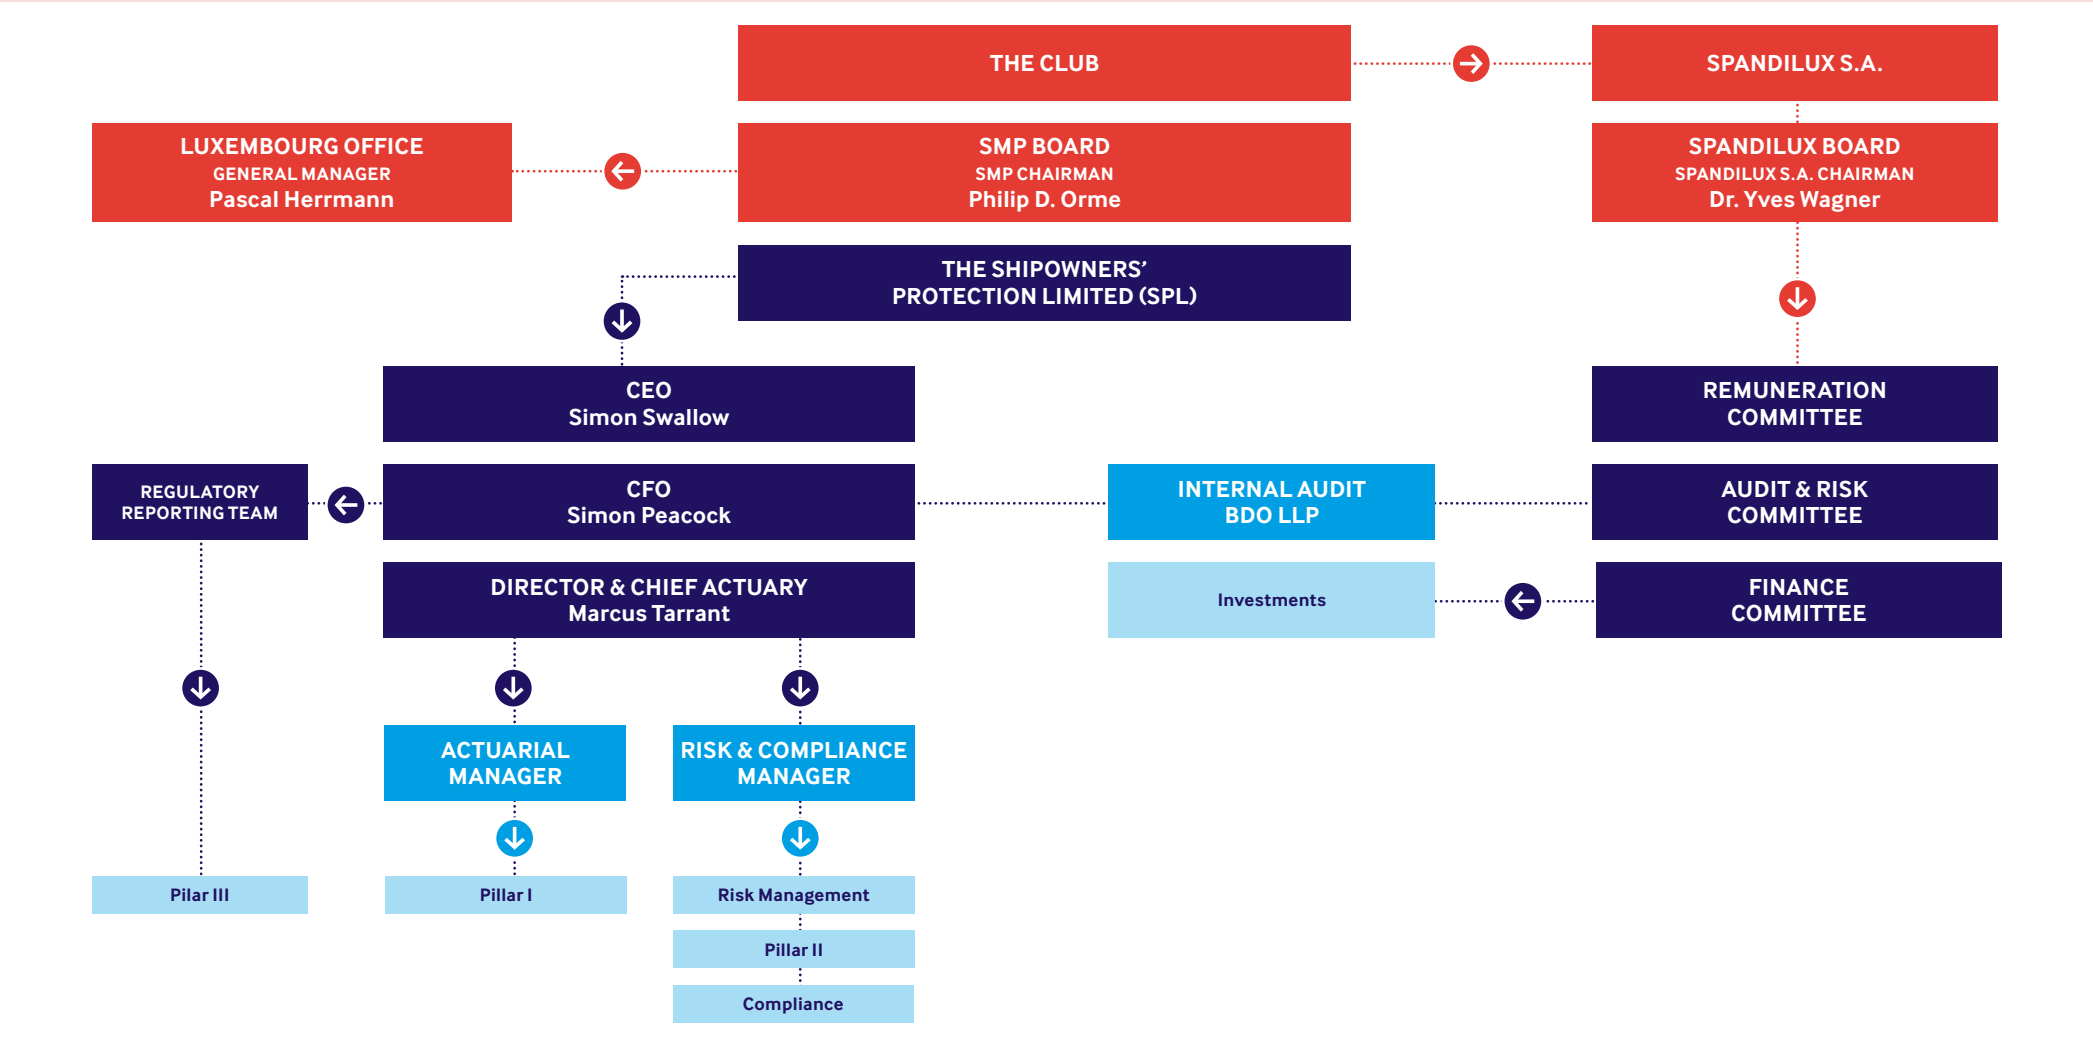 THE CLUB
SPANDILUX S.A.
LUXEMBOURG OFFICE
GENERAL MANAGER
Pascal Herrmann
SMP BOARD
SMP CHAIRMAN
Philip D. Orme
SPANDILUX BOARD
SPANDILUX S.A. CHAIRMAN
Dr. Yves Wagner
THE SHIPOWNERS’
PROTECTION LIMITED (SPL)
CEO
Simon Swallow
REMUNERATION
COMMITTEE
REGULATORY
REPORTING TEAM
CFO
Simon Peacock
INTERNAL AUDIT
BDO LLP
AUDIT & RISK
COMMITTEE
DIRECTOR & CHIEF ACTUARY
Marcus Tarrant
Investments
FINANCE
COMMITTEE
ACTUARIAL
MANAGER
RISK & COMPLIANCE
MANAGER
Pilar III
Pillar I
Risk Management
Pillar II
Compliance